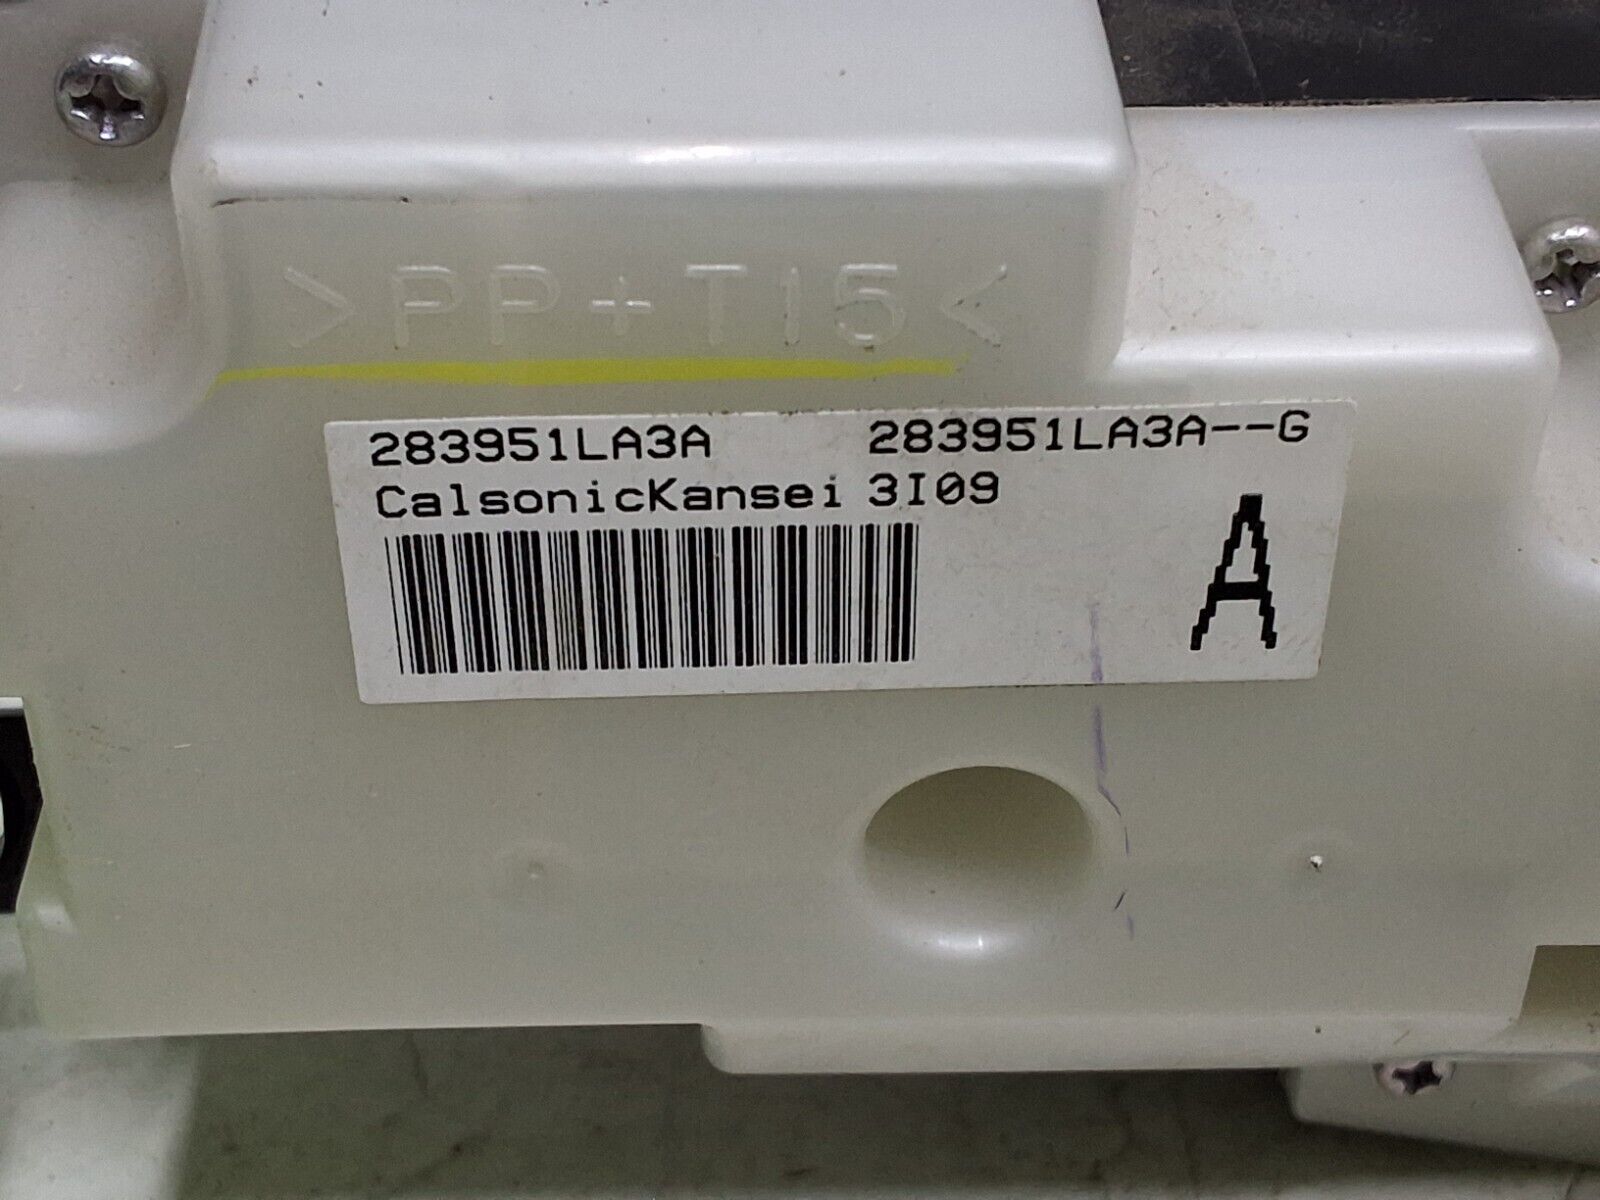 >PP+T15<
283951LA3A 283951LA3A--G
CalsonicKansei 3I09
A